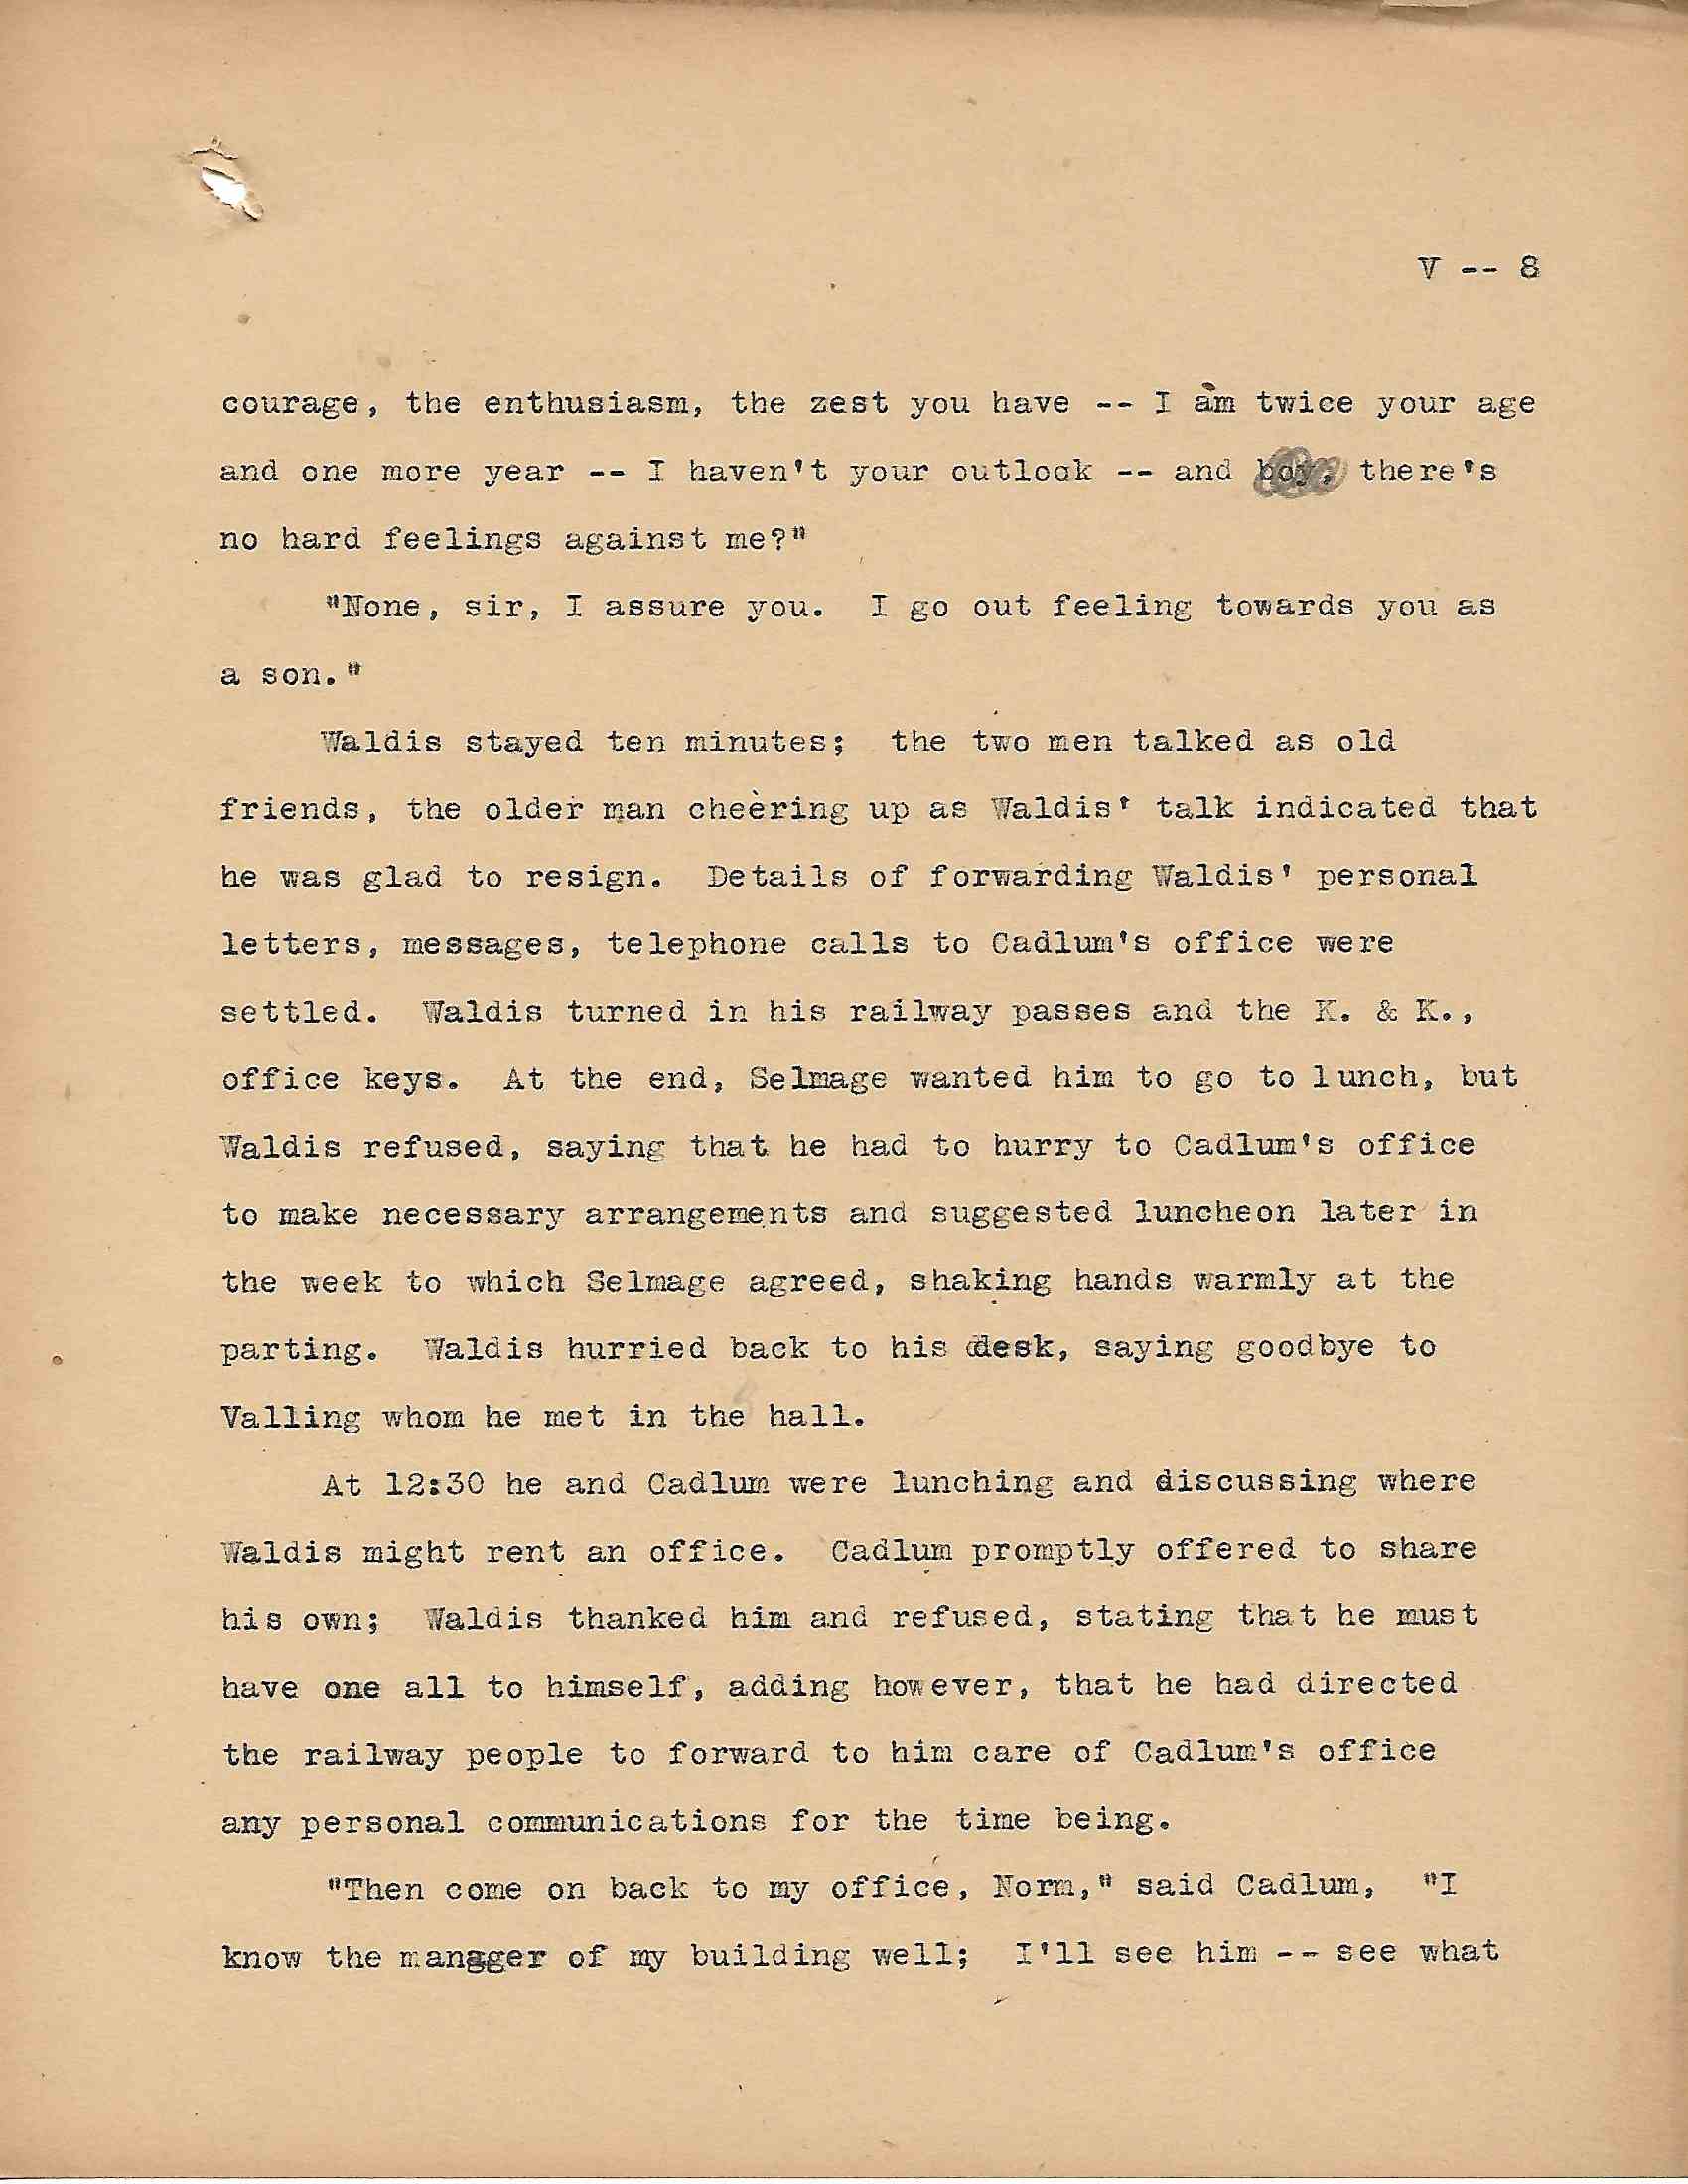 V -- 8
courage, the enthusiasm, the zest you have -- I am twice your age
and one more year -- I haven't your outlook -- and boy, there's
no hard feelings against me?"
"None, sir, I assure you.  I go out feeling towards you as
a son."
Waldis stayed ten minutes;  the two men talked as old
friends, the older man cheering up as Waldis' talk indicated that
he was glad to resign.  Details of forwarding Waldis' personal
letters, messages, telephone calls to Cadlum's office were
settled.  Waldis turned in his railway passes and the K. & K.,
office keys.  At the end, Selmage wanted him to go to lunch, but
Waldis refused, saying that he had to hurry to Cadlum's office
to make necessary arrangements and suggested luncheon later in
the week to which Selmage agreed, shaking hands warmly at the
parting.  Waldis hurried back to his desk, saying goodbye to
Valling whom he met in the hall.
At 12:30 he and Cadlum were lunching and discussing where
Waldis might rent an office.  Cadlum promptly offered to share
his own;  Waldis thanked him and refused, stating that he must
have one all to himself, adding however, that he had directed
the railway people to forward to him care of Cadlum's office
any personal communications for the time being.
"Then come on back to my office, Norm," said Cadlum,  "I
know the manager of my building well;  I'll see him -- see what